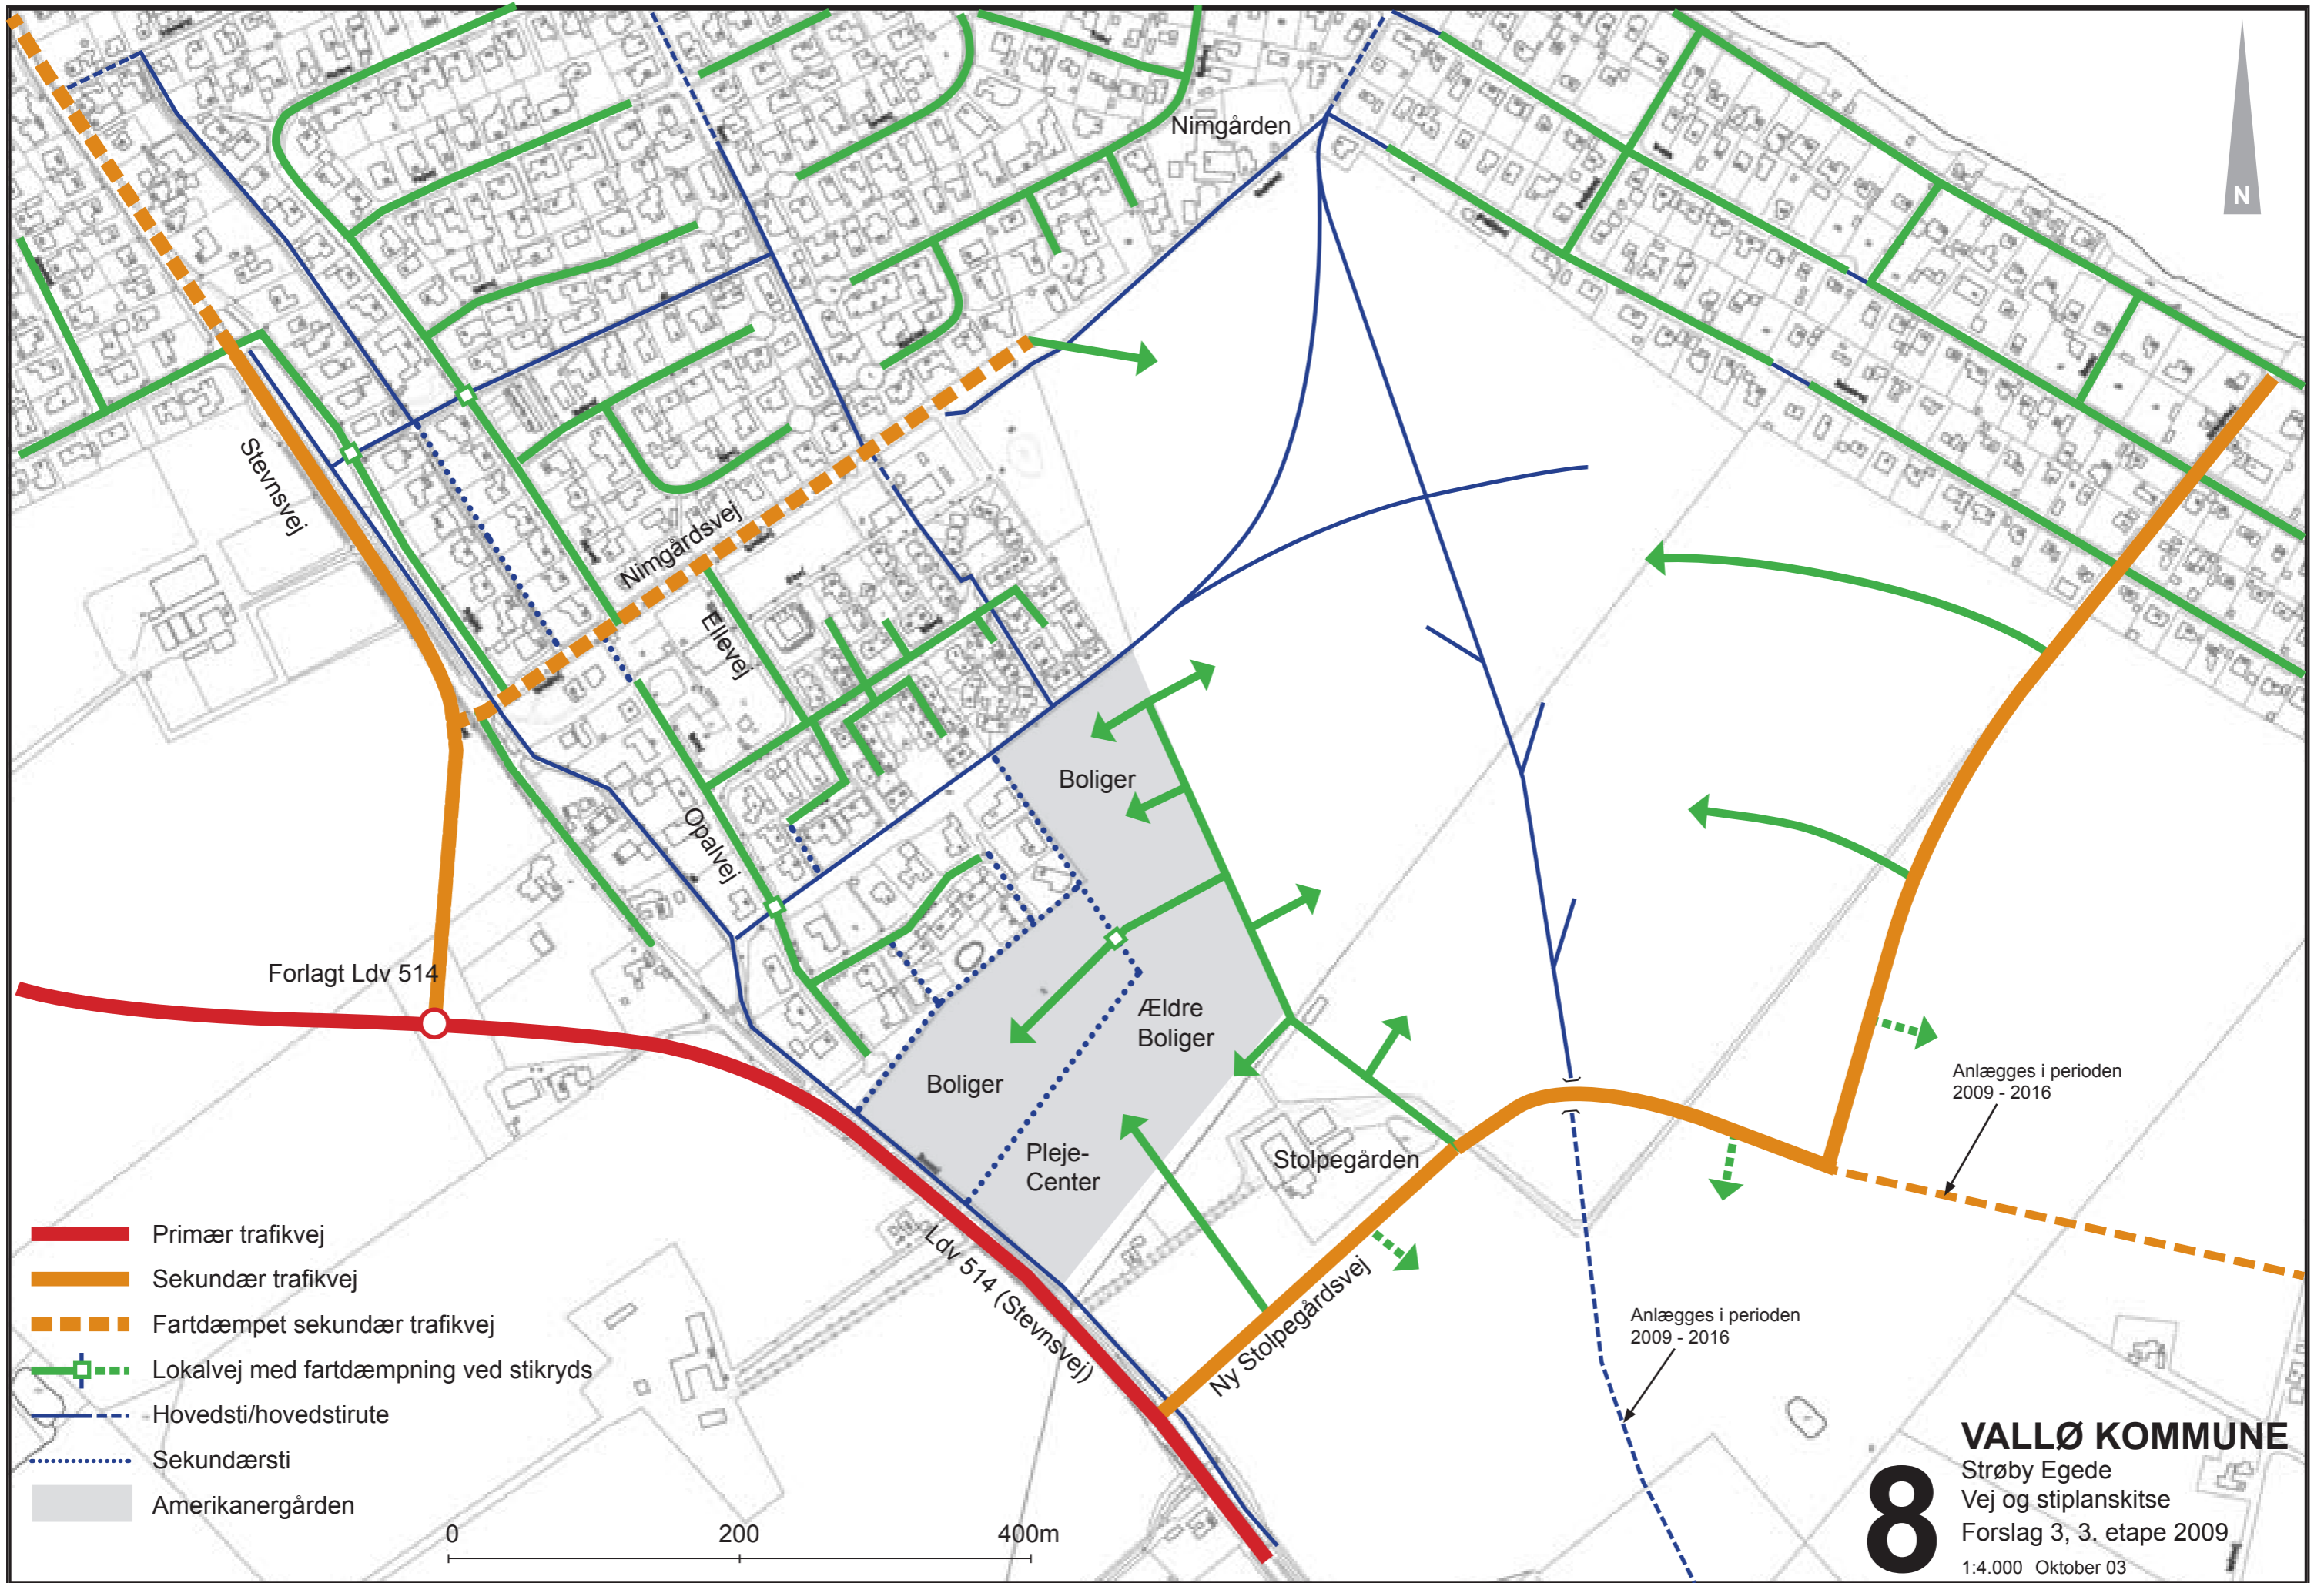 Nimgården
N
Stevnsvej
Nimgårdsvej
Ellevej
Opalvej
Boliger
Forlagt Ldv 514
Ældre
Boliger
Boliger
Pleje-
Center
Stolpegården
Anlægges i perioden
2009 - 2016
Ldv 514 (Stevnsvej)
Ny Stolpegårdsvej
Anlægges i perioden
2009 - 2016
Primær trafikvej
Sekundær trafikvej
Fartdæmpet sekundær trafikvej
Lokalvej med fartdæmpning ved stikryds
Hovedsti/hovedstirute
Sekundærsti
Amerikanergården
0 200 400m
8
VALLØ KOMMUNE
Strøby Egede
Vej og stiplanskitse
Forslag 3, 3. etape 2009
1:4.000 Oktober 03